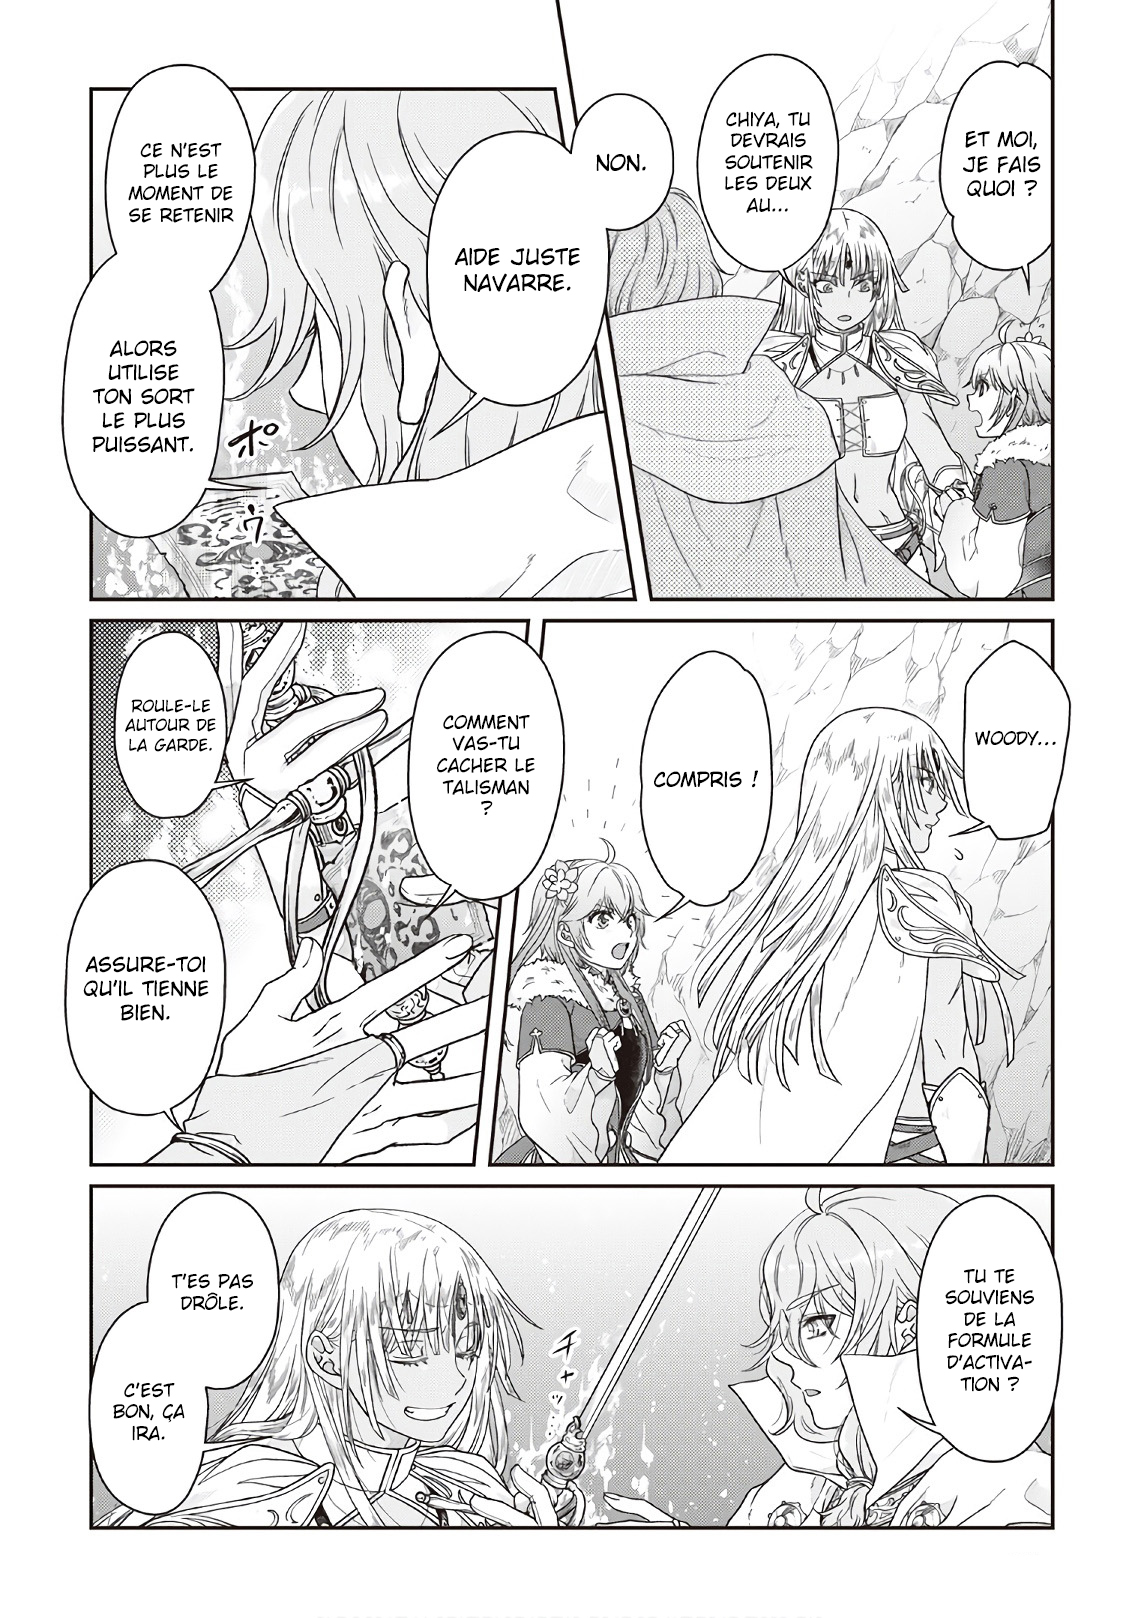 ET MOI,
JE FAIS
QUOI ?
CHIYA, TU
DEVRAIS
SOUTENIR
LES DEUX
AU...
NON.
AIDE JUSTE
NAVARRE.
CE N'EST
PLUS LE
MOMENT DE
SE RETENIR
ALORS
UTILISE
TON SORT
LE PLUS
PUISSANT.
ポ
ウ
WOODY...
COMPRIS !
COMMENT
VAS-TU
CACHER LE
TALISMAN
?
ROULE-LE
AUTOUR DE
LA GARDE.
ASSURE-TOI
QU'IL TIENNE
BIEN.
TU TE
SOUVIENS
DE LA
FORMULE
D'ACTIVA-
TION ?
T'ES PAS
DRÔLE.
C'EST
BON, ÇA
IRA.